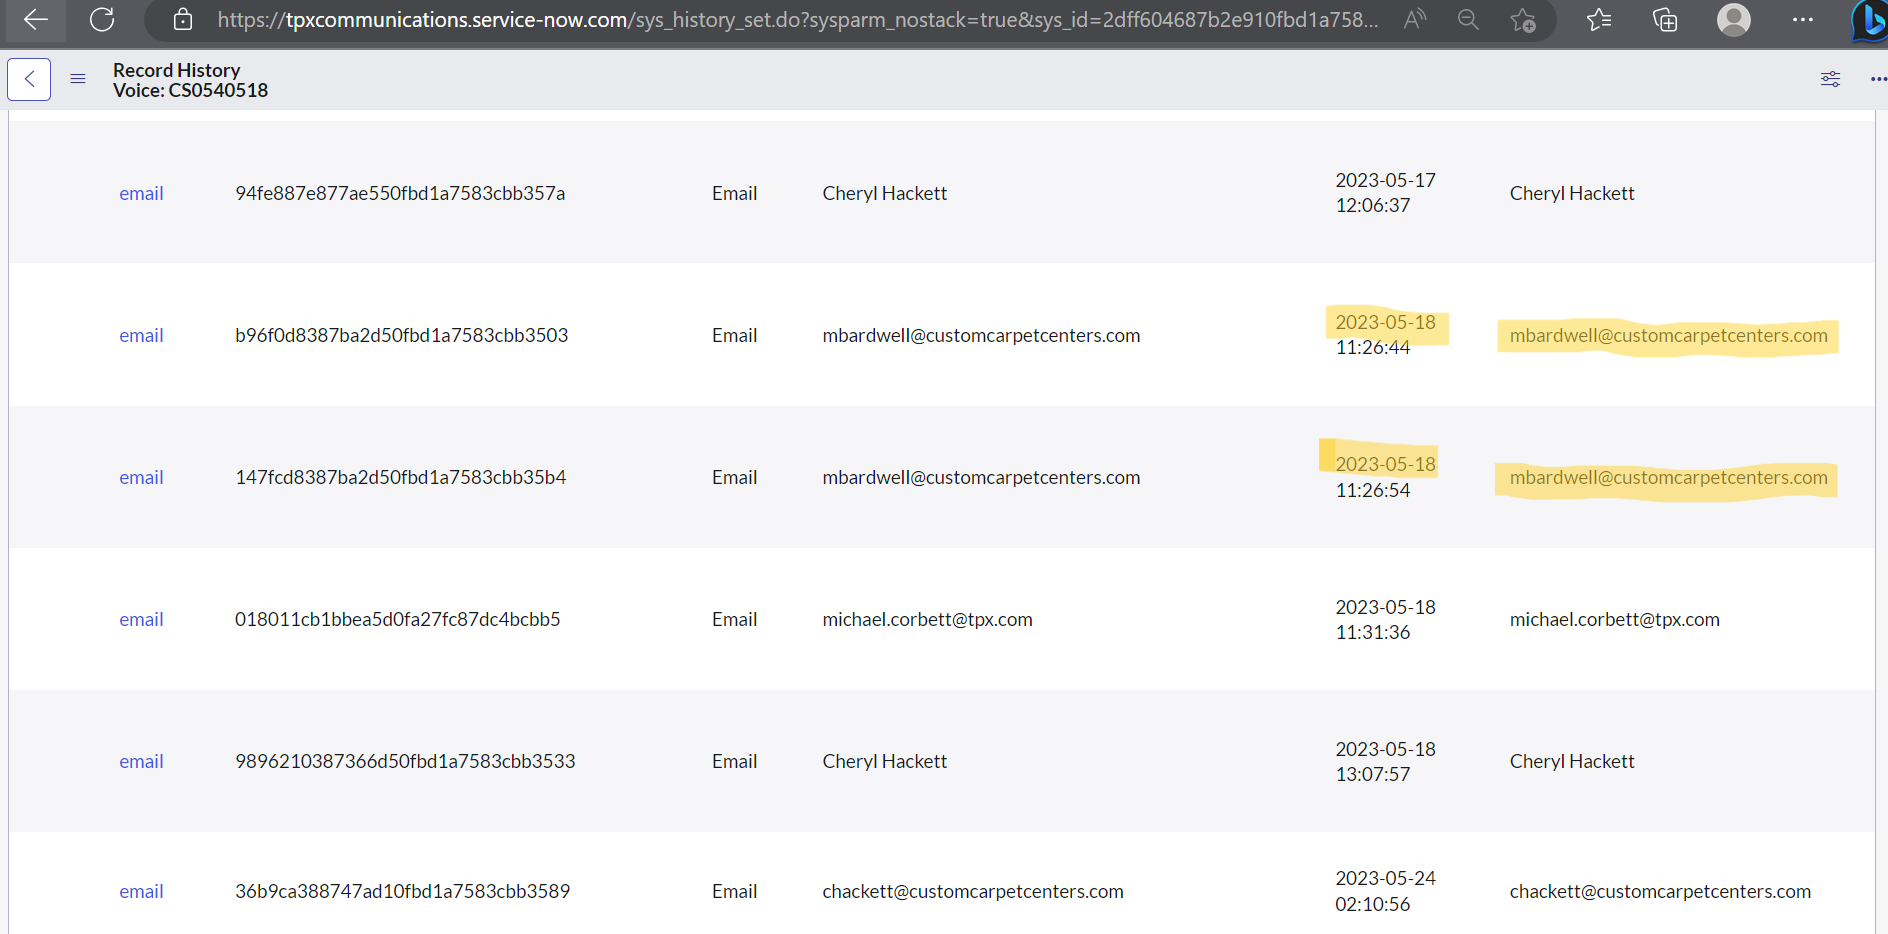 https://tpxcommunications.service-now.com/sys_history_set.do?sysparm_nostack=true&sys_id=2dff604687b2e910fbd1a758...
Record History
Voice: CS0540518
email 94fe887e877ae550fbd1a7583cbb357a Email Cheryl Hackett 2023-05-17 12:06:37 Cheryl Hackett
email b96f0d8387ba2d50fbd1a7583cbb3503 Email mbardwell@customcarpetcenters.com 2023-05-18 11:26:44 mbardwell@customcarpetcenters.com
email 147fcd8387ba2d50fbd1a7583cbb35b4 Email mbardwell@customcarpetcenters.com 2023-05-18 11:26:54 mbardwell@customcarpetcenters.com
email 018011cb1bbea5d0fa27fc87dc4bcbb5 Email michael.corbett@tpx.com 2023-05-18 11:31:36 michael.corbett@tpx.com
email 9896210387366d50fbd1a7583cbb3533 Email Cheryl Hackett 2023-05-18 13:07:57 Cheryl Hackett
email 36b9ca388747ad10fbd1a7583cbb3589 Email chackett@customcarpetcenters.com 2023-05-24 02:10:56 chackett@customcarpetcenters.com